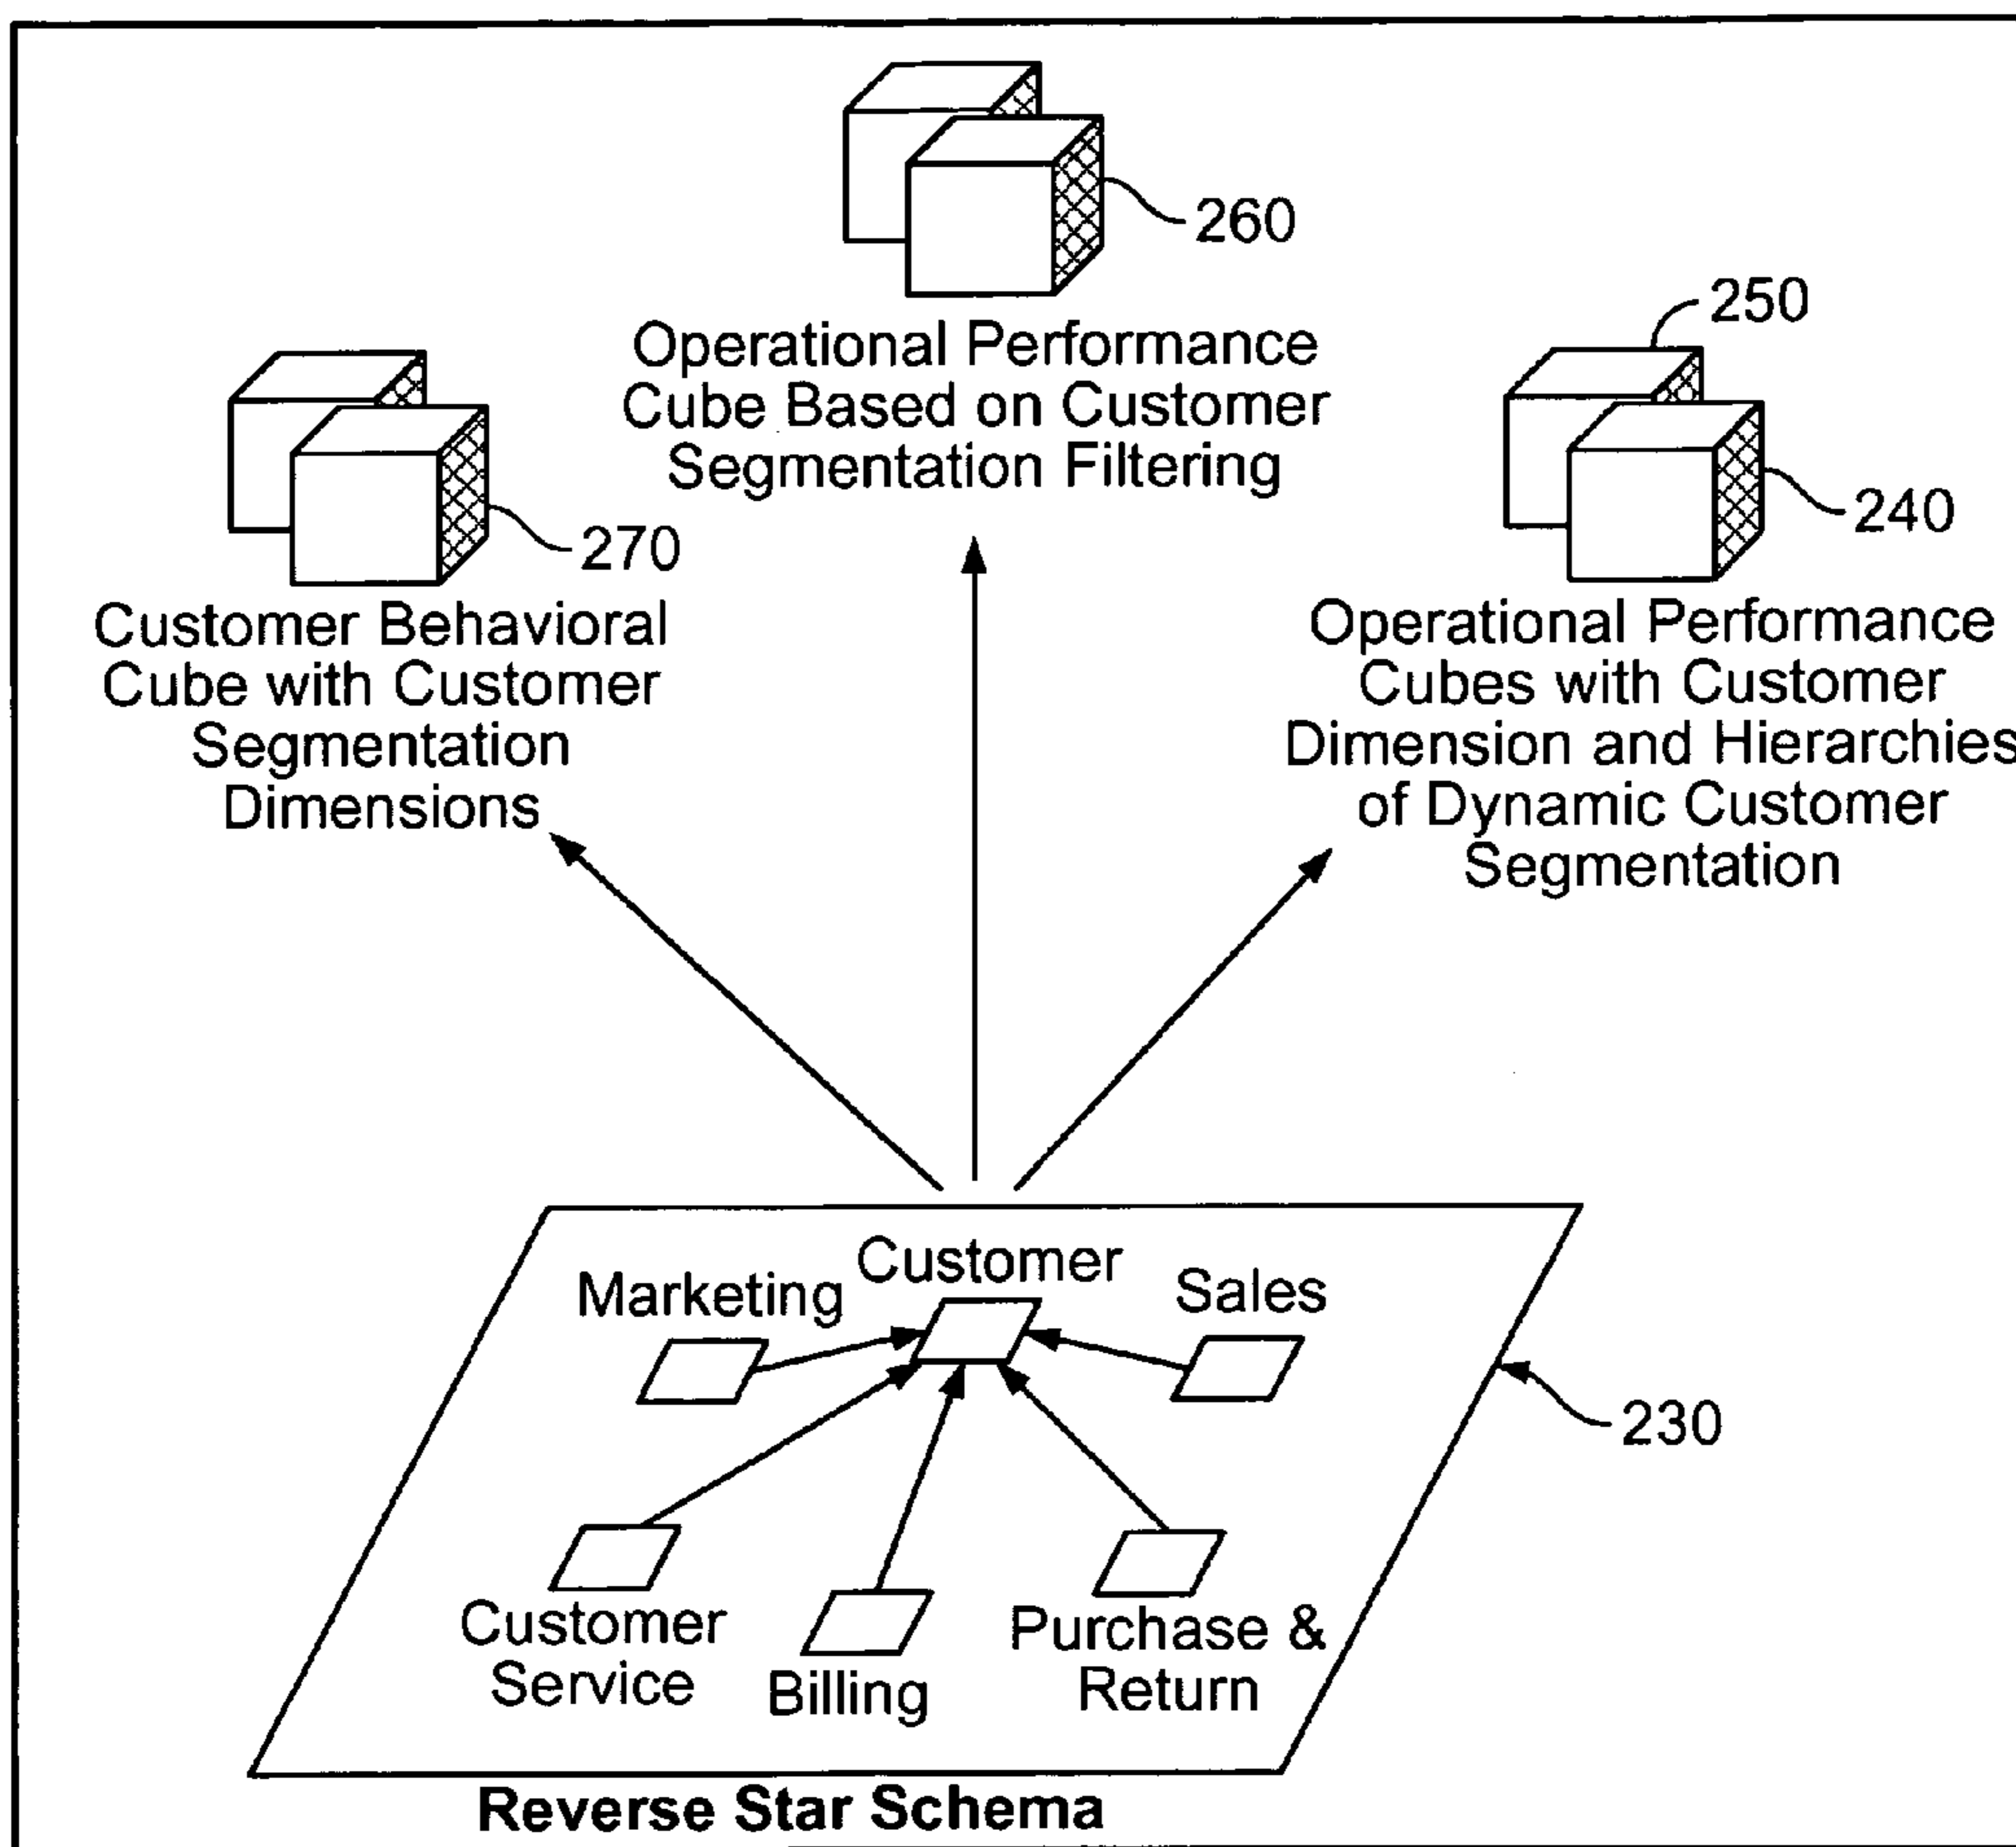 260
Operational Performance
Cube Based on Customer
Segmentation Filtering
250
240
270
Customer Behavioral
Cube with Customer
Segmentation
Dimensions
Operational Performance
Cubes with Customer
Dimension and Hierarchies
of Dynamic Customer
Segmentation
Customer
Marketing
Sales
230
Customer
Service
Billing
Purchase &
Return
Reverse Star Schema